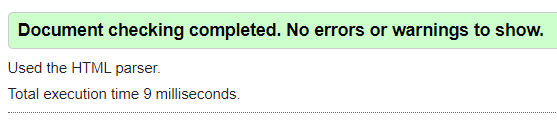 Document checking completed. No errors or warnings to show.
Used the HTML parser.
Total execution time 9 milliseconds.